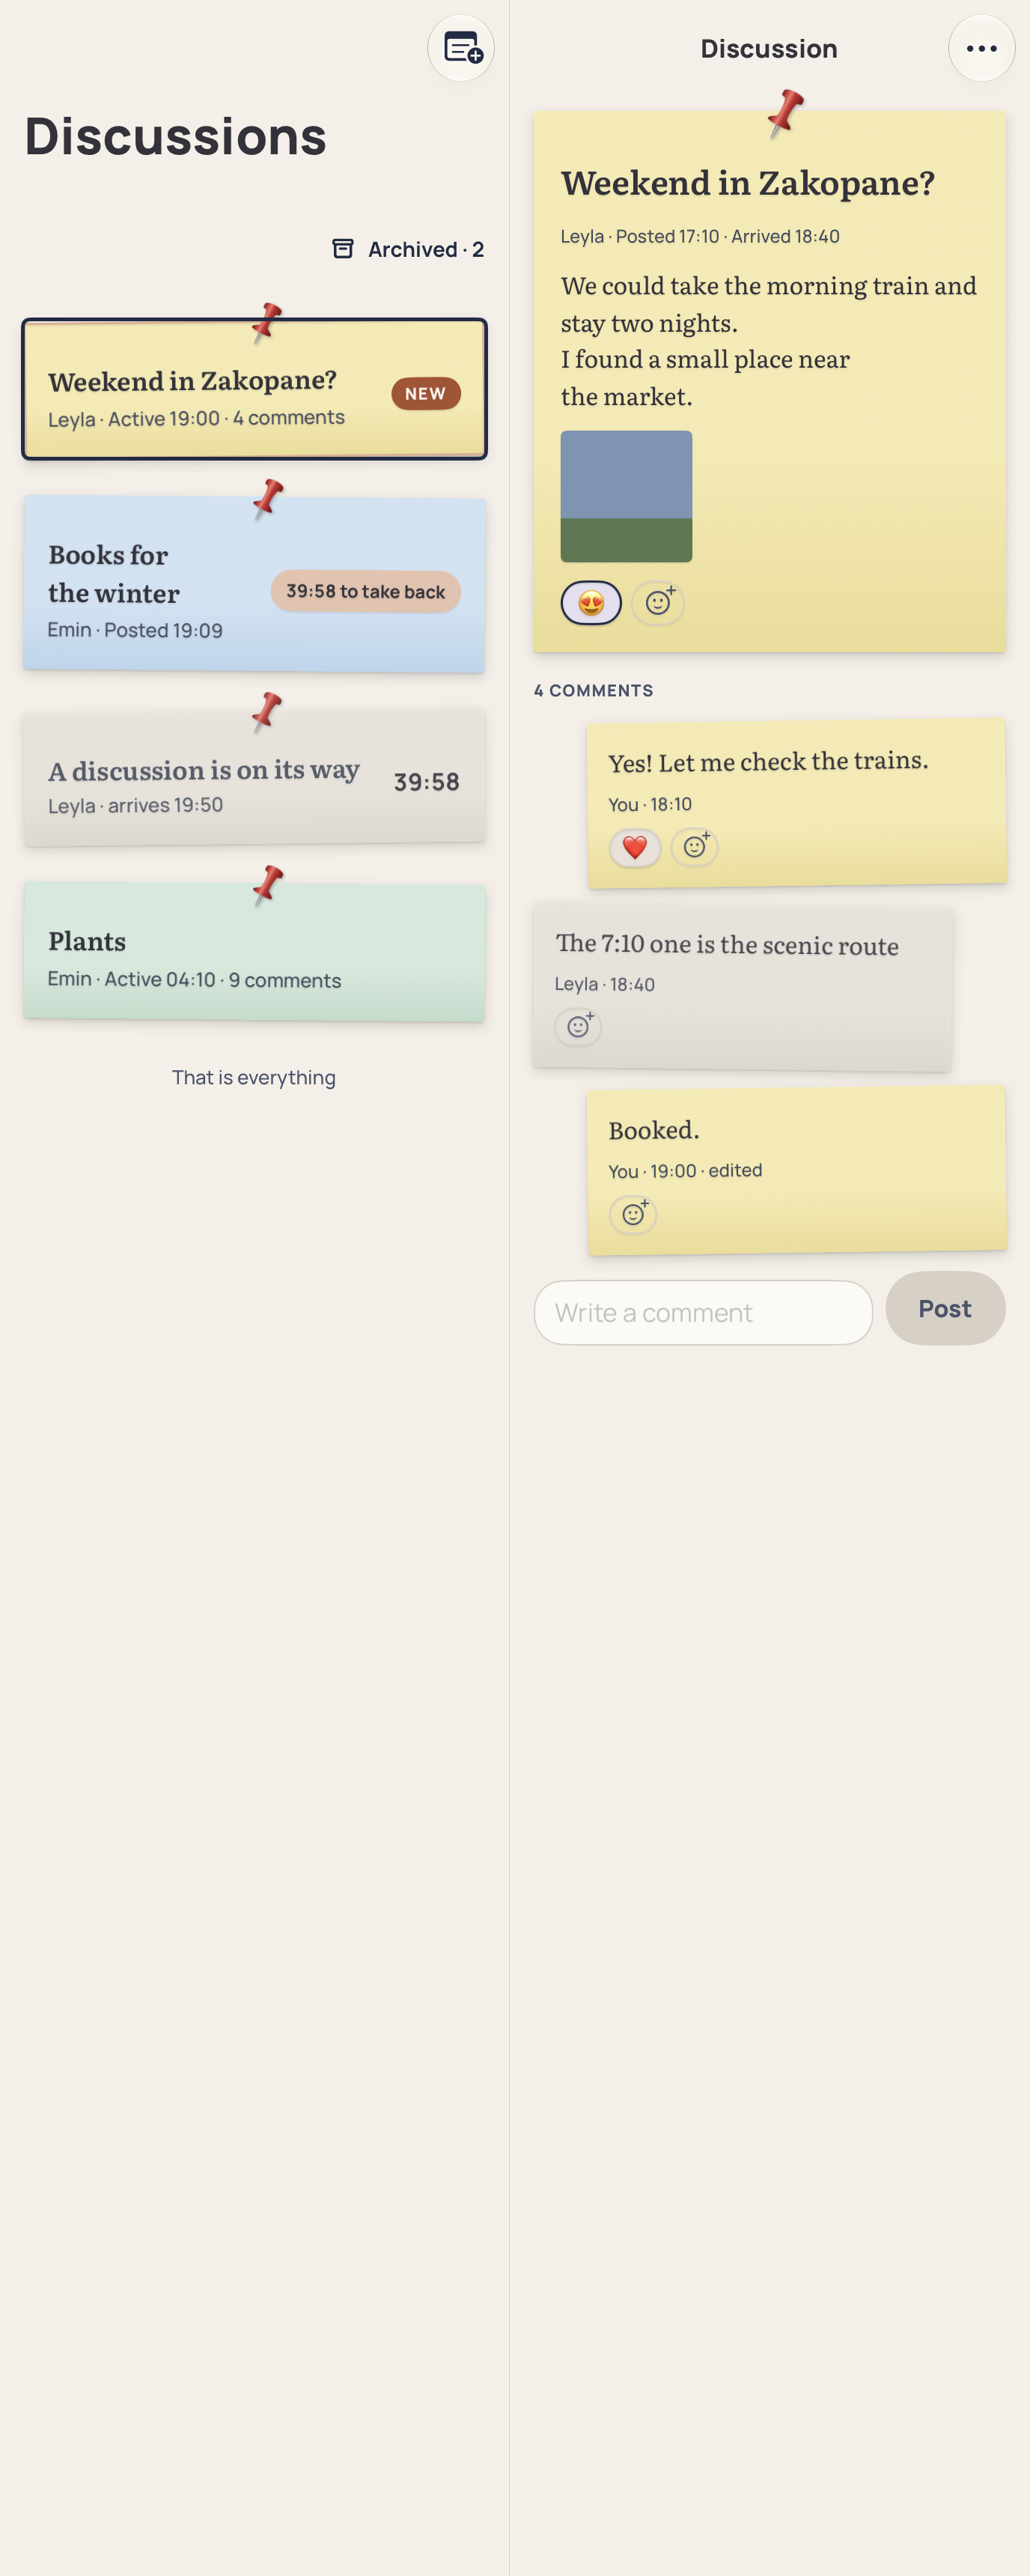 Discussions
Archived · 2
Weekend in Zakopane?
Leyla · Active 19:00 · 4 comments
NEW
Books for
the winter
Emin · Posted 19:09
39:58 to take back
A discussion is on its way
Leyla · arrives 19:50
39:58
Plants
Emin · Active 04:10 · 9 comments
That is everything
Discussion
Weekend in Zakopane?
Leyla · Posted 17:10 · Arrived 18:40
We could take the morning train and
stay two nights.
I found a small place near
the market.
4 COMMENTS
Yes! Let me check the trains.
You · 18:10
The 7:10 one is the scenic route
Leyla · 18:40
Booked.
You · 19:00 · edited
Write a comment
Post